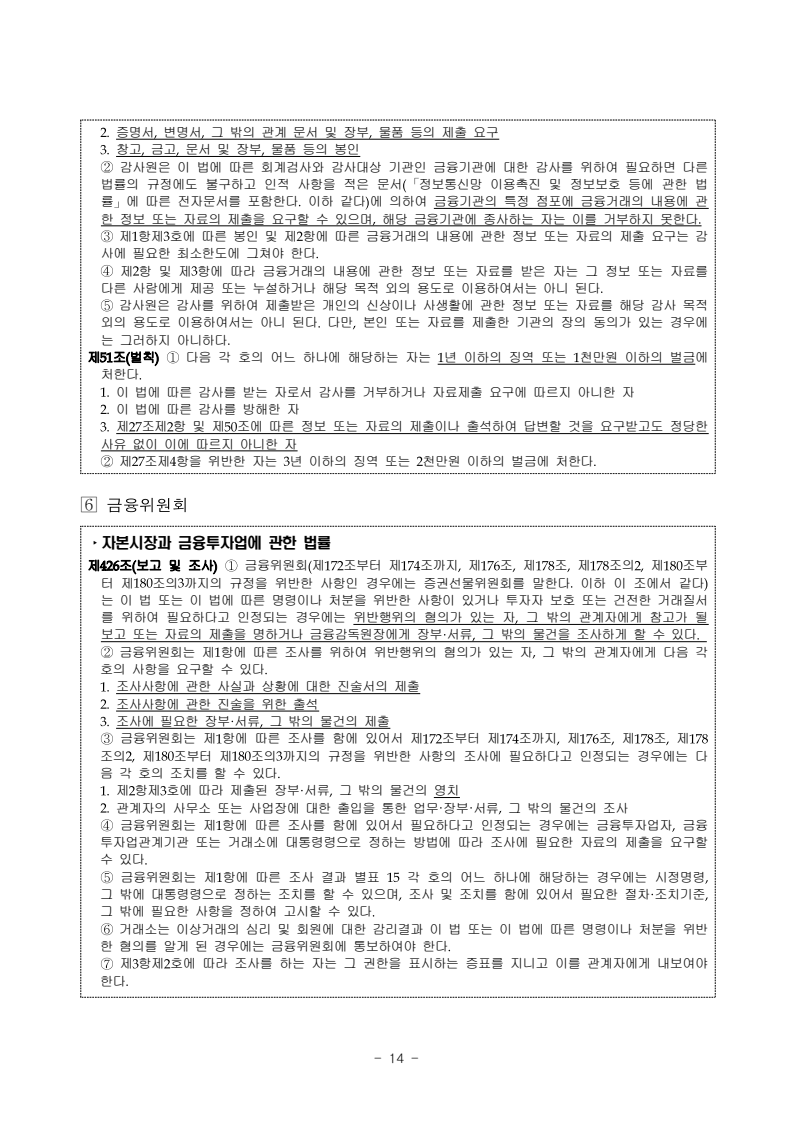 2. 증명서, 변명서, 그 밖의 관계 문서 및 장부, 물품 등의 제출 요구
3. 창고, 금고, 문서 및 장부, 물품 등의 봉인
② 감사원은 이 법에 따른 회계검사와 감사대상 기관인 금융기관에 대한 감사를 위하여 필요하면 다른
법률의 규정에도 불구하고 인적 사항을 적은 문서(「정보통신망 이용촉진 및 정보보호 등에 관한 법
률」에 따른 전자문서를 포함한다. 이하 같다)에 의하여 금융기관의 특정 점포에 금융거래의 내용에 관
한 정보 또는 자료의 제출을 요구할 수 있으며, 해당 금융기관에 종사하는 자는 이를 거부하지 못한다.
③ 제1항제3호에 따른 봉인 및 제2항에 따른 금융거래의 내용에 관한 정보 또는 자료의 제출 요구는 감
사에 필요한 최소한도에 그쳐야 한다.
④ 제2항 및 제3항에 따라 금융거래의 내용에 관한 정보 또는 자료를 받은 자는 그 정보 또는 자료를
다른 사람에게 제공 또는 누설하거나 해당 목적 외의 용도로 이용하여서는 아니 된다.
⑤ 감사원은 감사를 위하여 제출받은 개인의 신상이나 사생활에 관한 정보 또는 자료를 해당 감사 목적
외의 용도로 이용하여서는 아니 된다. 다만, 본인 또는 자료를 제출한 기관의 장의 동의가 있는 경우에
는 그러하지 아니하다.
제51조(벌칙) ① 다음 각 호의 어느 하나에 해당하는 자는 1년 이하의 징역 또는 1천만원 이하의 벌금에
처한다.
1. 이 법에 따른 감사를 받는 자로서 감사를 거부하거나 자료제출 요구에 따르지 아니한 자
2. 이 법에 따른 감사를 방해한 자
3. 제27조제2항 및 제50조에 따른 정보 또는 자료의 제출이나 출석하여 답변할 것을 요구받고도 정당한
사유 없이 이에 따르지 아니한 자
② 제27조제4항을 위반한 자는 3년 이하의 징역 또는 2천만원 이하의 벌금에 처한다.
6 금융위원회
‣자본시장과 금융투자업에 관한 법률
제426조(보고 및 조사) ① 금융위원회(제172조부터 제174조까지, 제176조, 제178조, 제178조의2, 제180조부
터 제180조의3까지의 규정을 위반한 사항인 경우에는 증권선물위원회를 말한다. 이하 이 조에서 같다)
는 이 법 또는 이 법에 따른 명령이나 처분을 위반한 사항이 있거나 투자자 보호 또는 건전한 거래질서
를 위하여 필요하다고 인정되는 경우에는 위반행위의 혐의가 있는 자, 그 밖의 관계자에게 참고가 될
보고 또는 자료의 제출을 명하거나 금융감독원장에게 장부·서류, 그 밖의 물건을 조사하게 할 수 있다.
② 금융위원회는 제1항에 따른 조사를 위하여 위반행위의 혐의가 있는 자, 그 밖의 관계자에게 다음 각
호의 사항을 요구할 수 있다.
1. 조사사항에 관한 사실과 상황에 대한 진술서의 제출
2. 조사사항에 관한 진술을 위한 출석
3. 조사에 필요한 장부·서류, 그 밖의 물건의 제출
③ 금융위원회는 제1항에 따른 조사를 함에 있어서 제172조부터 제174조까지, 제176조, 제178조, 제178
조의2, 제180조부터 제180조의3까지의 규정을 위반한 사항의 조사에 필요하다고 인정되는 경우에는 다
음 각 호의 조치를 할 수 있다.
1. 제2항제3호에 따라 제출된 장부·서류, 그 밖의 물건의 영치
2. 관계자의 사무소 또는 사업장에 대한 출입을 통한 업무·장부·서류, 그 밖의 물건의 조사
④ 금융위원회는 제1항에 따른 조사를 함에 있어서 필요하다고 인정되는 경우에는 금융투자업자, 금융
투자업관계기관 또는 거래소에 대통령령으로 정하는 방법에 따라 조사에 필요한 자료의 제출을 요구할
수 있다.
⑤ 금융위원회는 제1항에 따른 조사 결과 별표 15 각 호의 어느 하나에 해당하는 경우에는 시정명령,
그 밖에 대통령령으로 정하는 조치를 할 수 있으며, 조사 및 조치를 함에 있어서 필요한 절차·조치기준,
그 밖에 필요한 사항을 정하여 고시할 수 있다.
⑥ 거래소는 이상거래의 심리 및 회원에 대한 감리결과 이 법 또는 이 법에 따른 명령이나 처분을 위반
한 혐의를 알게 된 경우에는 금융위원회에 통보하여야 한다.
⑦ 제3항제2호에 따라 조사를 하는 자는 그 권한을 표시하는 증표를 지니고 이를 관계자에게 내보여야
한다.
- 14 -